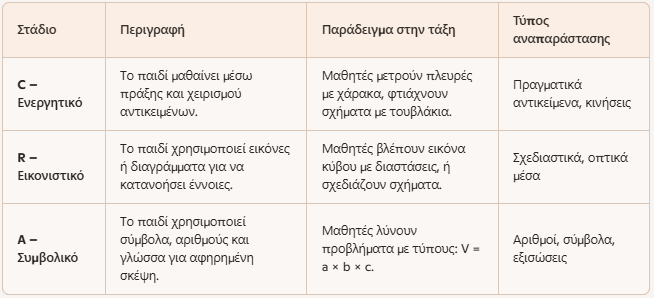 Στάδιο
Περιγραφή
Παράδειγμα στην τάξη
Τύπος
αναπαράστασης
C –
Ενεργητικό
Το παιδί μαθαίνει μέσω
πράξης και χειρισμού
αντικειμένων.
Μαθητές μετρούν πλευρές
με χάρακα, φτιάχνουν
σχήματα με τουβλάκια.
Πραγματικά
αντικείμενα, κινήσεις
R –
Εικονιστικό
Το παιδί χρησιμοποιεί εικόνες
ή διαγράμματα για να
κατανοήσει έννοιες.
Μαθητές βλέπουν εικόνα
κύβου με διαστάσεις, ή
σχεδιάζουν σχήματα.
Σχεδιαστικά, οπτικά
μέσα
A –
Συμβολικό
Το παιδί χρησιμοποιεί
σύμβολα, αριθμούς και
γλώσσα για αφηρημένη
σκέψη.
Μαθητές λύνουν
προβλήματα με τύπους: V =
a × b × c.
Αριθμοί, σύμβολα,
εξισώσεις